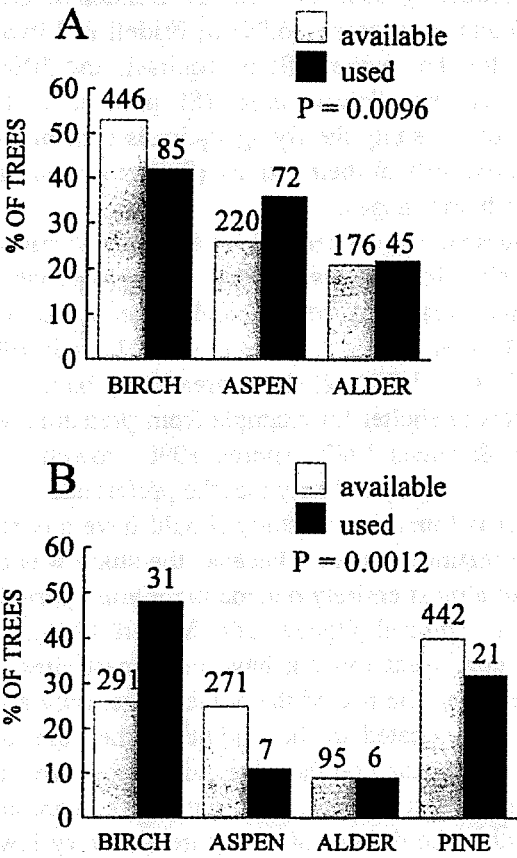 A
available
used
P = 0.0096
% OF TREES
60
50
40
30
20
10
0
446
85
220
72
176
45
BIRCH ASPEN ALDER
B
available
used
P = 0.0012
% OF TREES
60
50
40
30
20
10
0
291
31
271
7
95
6
442
21
BIRCH ASPEN ALDER PINE